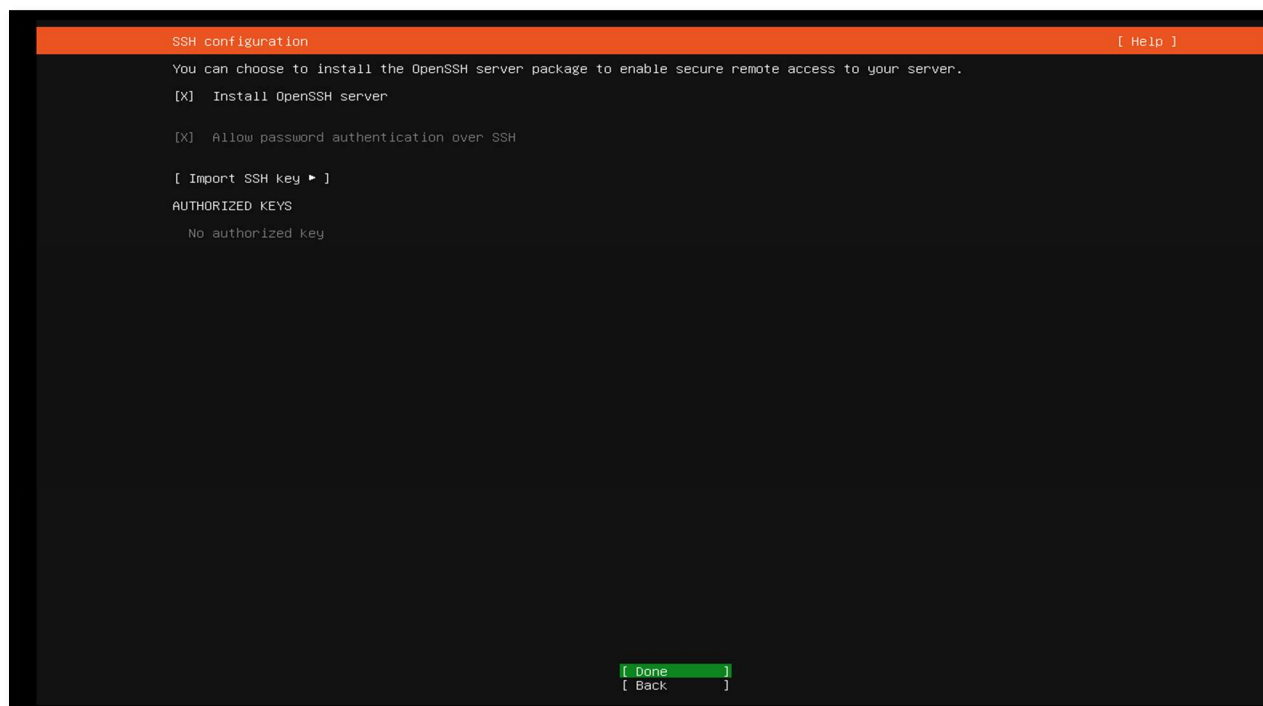 SSH configuration [ Help ]
You can choose to install the OpenSSH server package to enable secure remote access to your server.
[X] Install OpenSSH server
[X] Allow password authentication over SSH
[ Import SSH key ► ]
AUTHORIZED KEYS
No authorized key
[ Done ]
[ Back ]